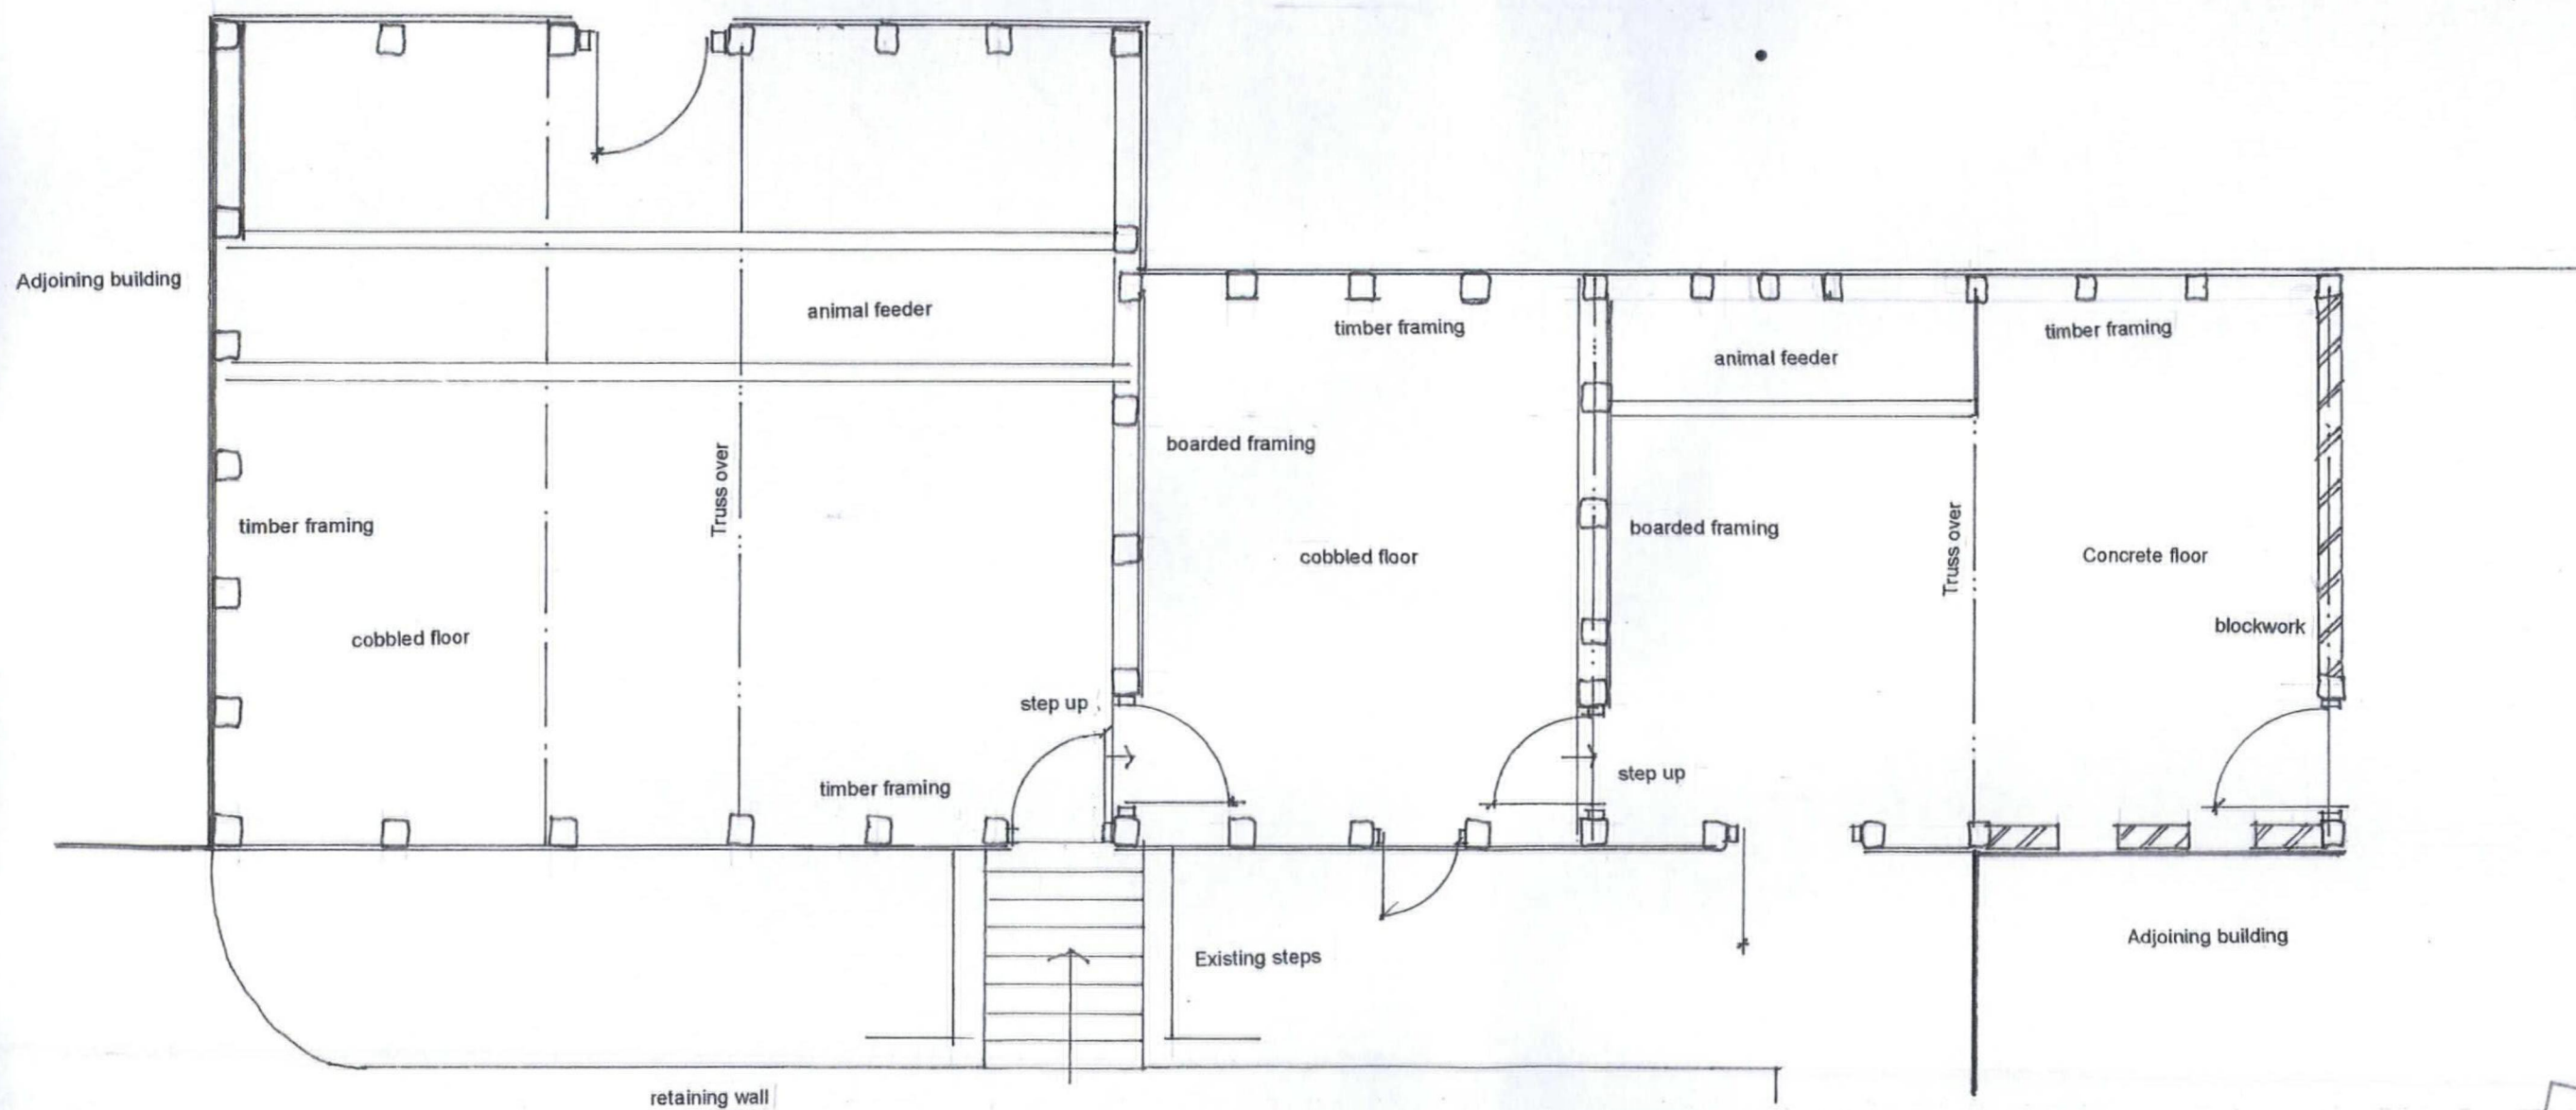 Adjoining building
animal feeder
timber framing
timber framing
animal feeder
boarded framing
Truss over
timber framing
boarded framing
Truss over
cobbled floor
Concrete floor
cobbled floor
blockwork
step up
step up
timber framing
Existing steps
Adjoining building
retaining wall